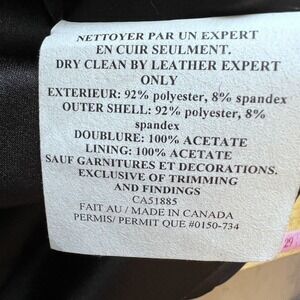 NETTOYER PAR UN EXPERT
EN CUIR SEULMENT.
DRY CLEAN BY LEATHER EXPERT
ONLY
EXTERIEUR: 92% polyester, 8% spandex
OUTER SHELL: 92% polyester, 8%
spandex
DOUBLURE: 100% ACETATE
LINING: 100% ACETATE
SAUF GARNITURES ET DECORATIONS.
EXCLUSIVE OF TRIMMING
AND FINDINGS
CA51885
FAIT AU / MADE IN CANADA
PERMIS/ PERMIT QUE #0150-734
29